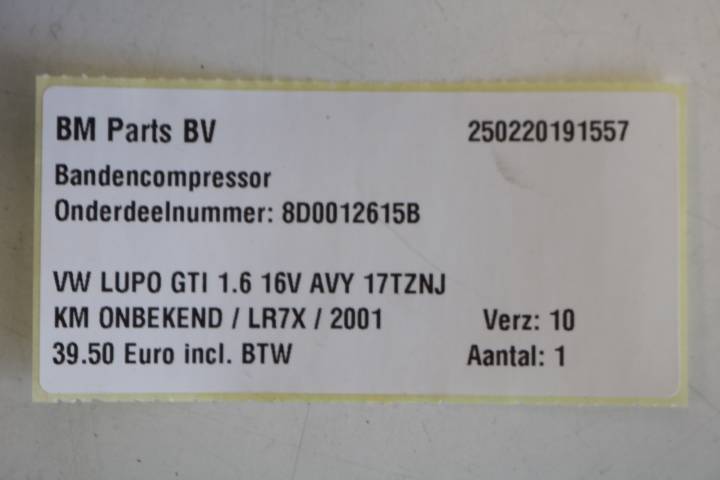 BM Parts BV 250220191557
Bandencompressor
Onderdeelnummer: 8D0012615B
VW LUPO GTI 1.6 16V AVY 17TZNJ
KM ONBEKEND / LR7X / 2001 Verz: 10
39.50 Euro incl. BTW Aantal: 1